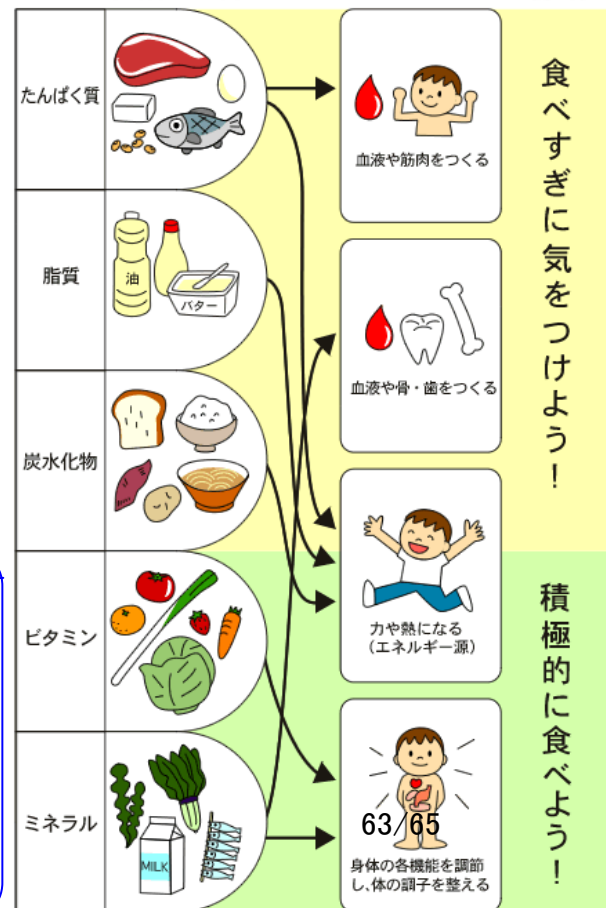 たんぱく質
血液や筋肉をつくる
脂質
油
バター
血液や骨・歯をつくる
炭水化物
力や熱になる
（エネルギー源）
ビタミン
ミネラル
MILK
63/65
身体の各機能を調節
し、体の調子を整える
食べすぎに気をつけよう！
積極的に食べよう！